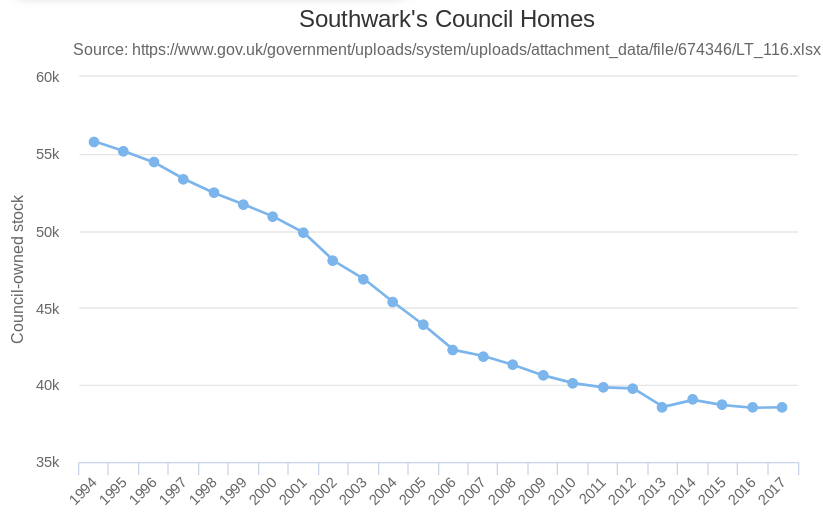 Southwark's Council Homes
Source: https://www.gov.uk/government/uploads/system/uploads/attachment_data/file/674346/LT_116.xlsx
Council-owned stock
60k
55k
50k
45k
40k
35k
1994 1995 1996 1997 1998 1999 2000 2001 2002 2003 2004 2005 2006 2007 2008 2009 2010 2011 2012 2013 2014 2015 2016 2017